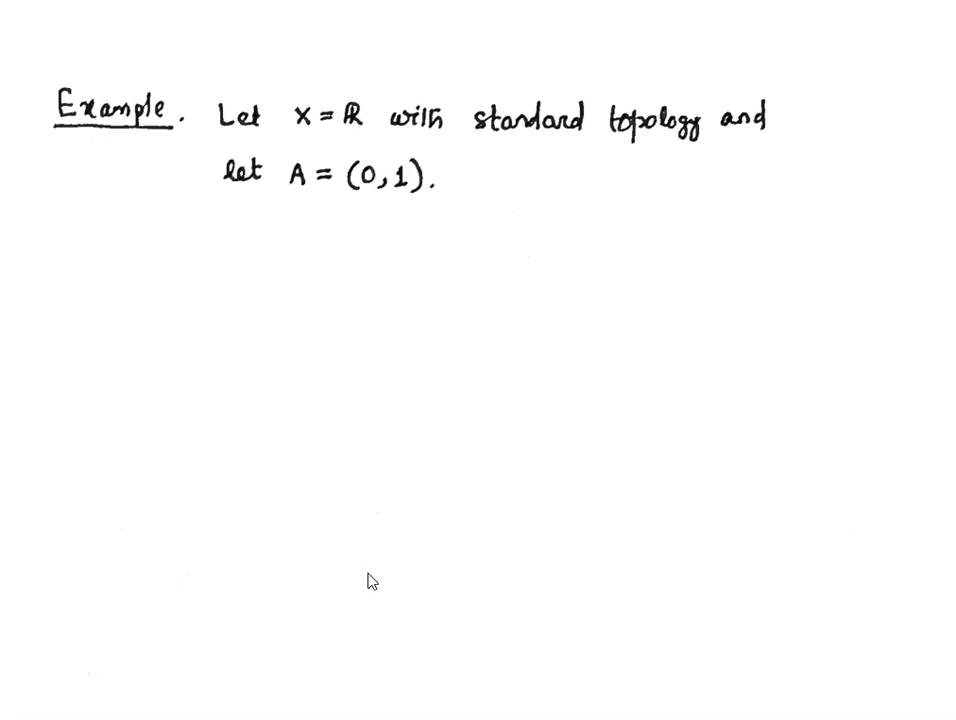 Example. Let X = ℝ with standard topology and
let A = (0,1).